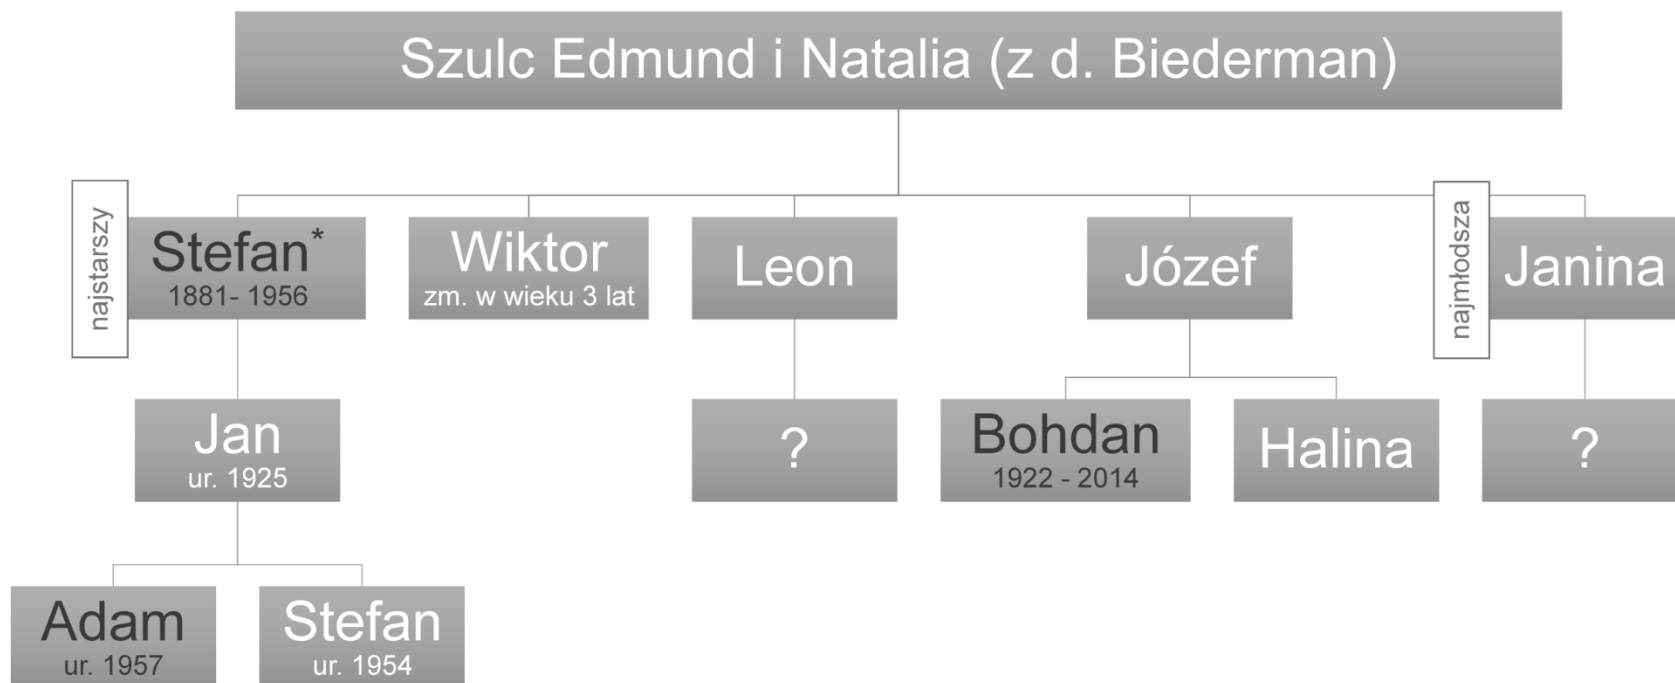 Szulc Edmund i Natalia (z d. Biederman)
najstarszy
Stefan*
1881- 1956
Wiktor
zm. w wieku 3 lat
Leon
Józef
najmłodsza
Janina
Jan
ur. 1925
?
Bohdan
1922 - 2014
Halina
?
Adam
ur. 1957
Stefan
ur. 1954